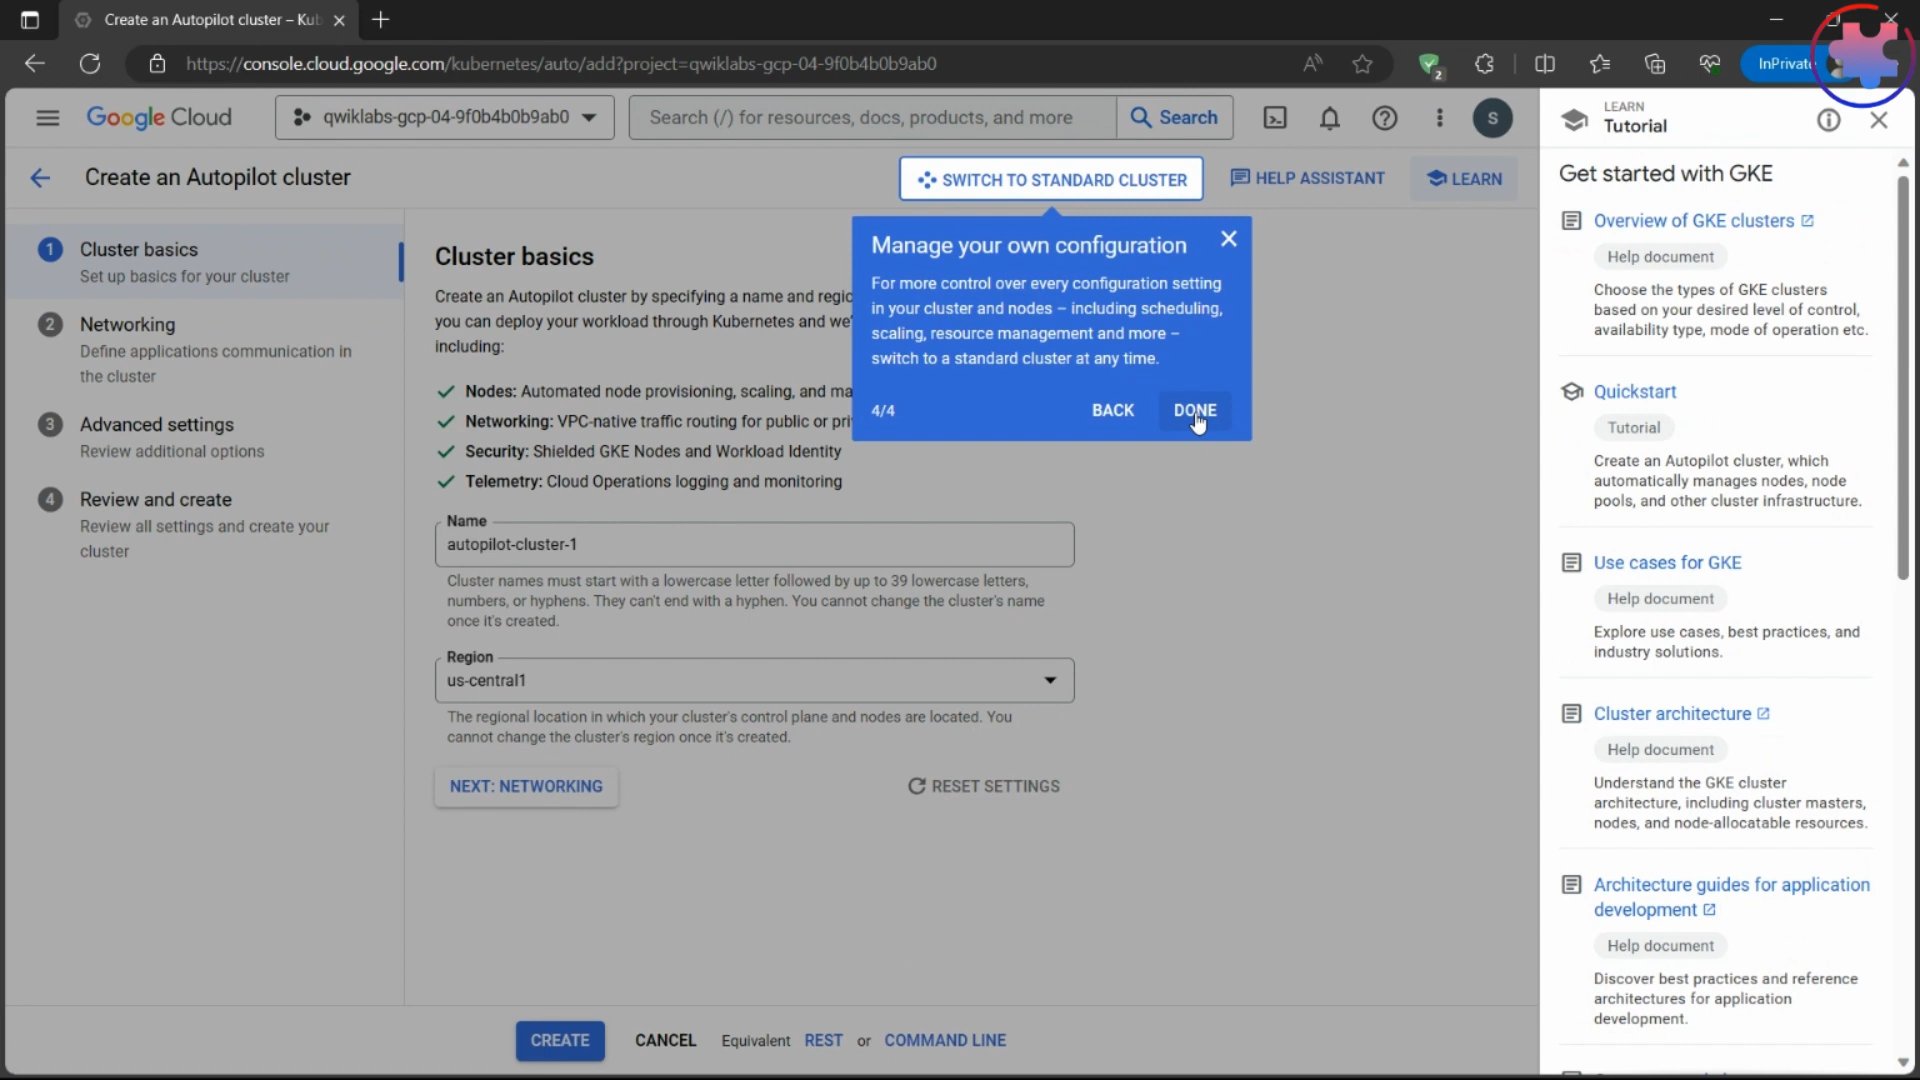 Create an Autopilot cluster – Kub
https://console.cloud.google.com/kubernetes/auto/add?project=qwiklabs-gcp-04-9f0b4b0b9ab0
2
InPrivate
Google Cloud
qwiklabs-gcp-04-9f0b4b0b9ab0
Search (/) for resources, docs, products, and more
Search
S
Create an Autopilot cluster
SWITCH TO STANDARD CLUSTER
HELP ASSISTANT
LEARN
1
Cluster basics
Set up basics for your cluster
2
Networking
Define applications communication in
the cluster
3
Advanced settings
Review additional options
4
Review and create
Review all settings and create your
cluster
Cluster basics
Create an Autopilot cluster by specifying a name and regio
you can deploy your workload through Kubernetes and we'
including:
Nodes: Automated node provisioning, scaling, and ma
Networking: VPC-native traffic routing for public or pri
Security: Shielded GKE Nodes and Workload Identity
Telemetry: Cloud Operations logging and monitoring
Manage your own configuration
For more control over every configuration setting
in your cluster and nodes – including scheduling,
scaling, resource management and more –
switch to a standard cluster at any time.
4/4
BACK
DONE
Name
autopilot-cluster-1
Cluster names must start with a lowercase letter followed by up to 39 lowercase letters,
numbers, or hyphens. They can't end with a hyphen. You cannot change the cluster's name
once it's created.
Region
us-central1
The regional location in which your cluster's control plane and nodes are located. You
cannot change the cluster's region once it's created.
NEXT: NETWORKING
RESET SETTINGS
CREATE
CANCEL
Equivalent REST or COMMAND LINE
LEARN
Tutorial
Get started with GKE
Overview of GKE clusters
Help document
Choose the types of GKE clusters
based on your desired level of control,
availability type, mode of operation etc.
Quickstart
Tutorial
Create an Autopilot cluster, which
automatically manages nodes, node
pools, and other cluster infrastructure.
Use cases for GKE
Help document
Explore use cases, best practices, and
industry solutions.
Cluster architecture
Help document
Understand the GKE cluster
architecture, including cluster masters,
nodes, and node-allocatable resources.
Architecture guides for application
development
Help document
Discover best practices and reference
architectures for application
development.